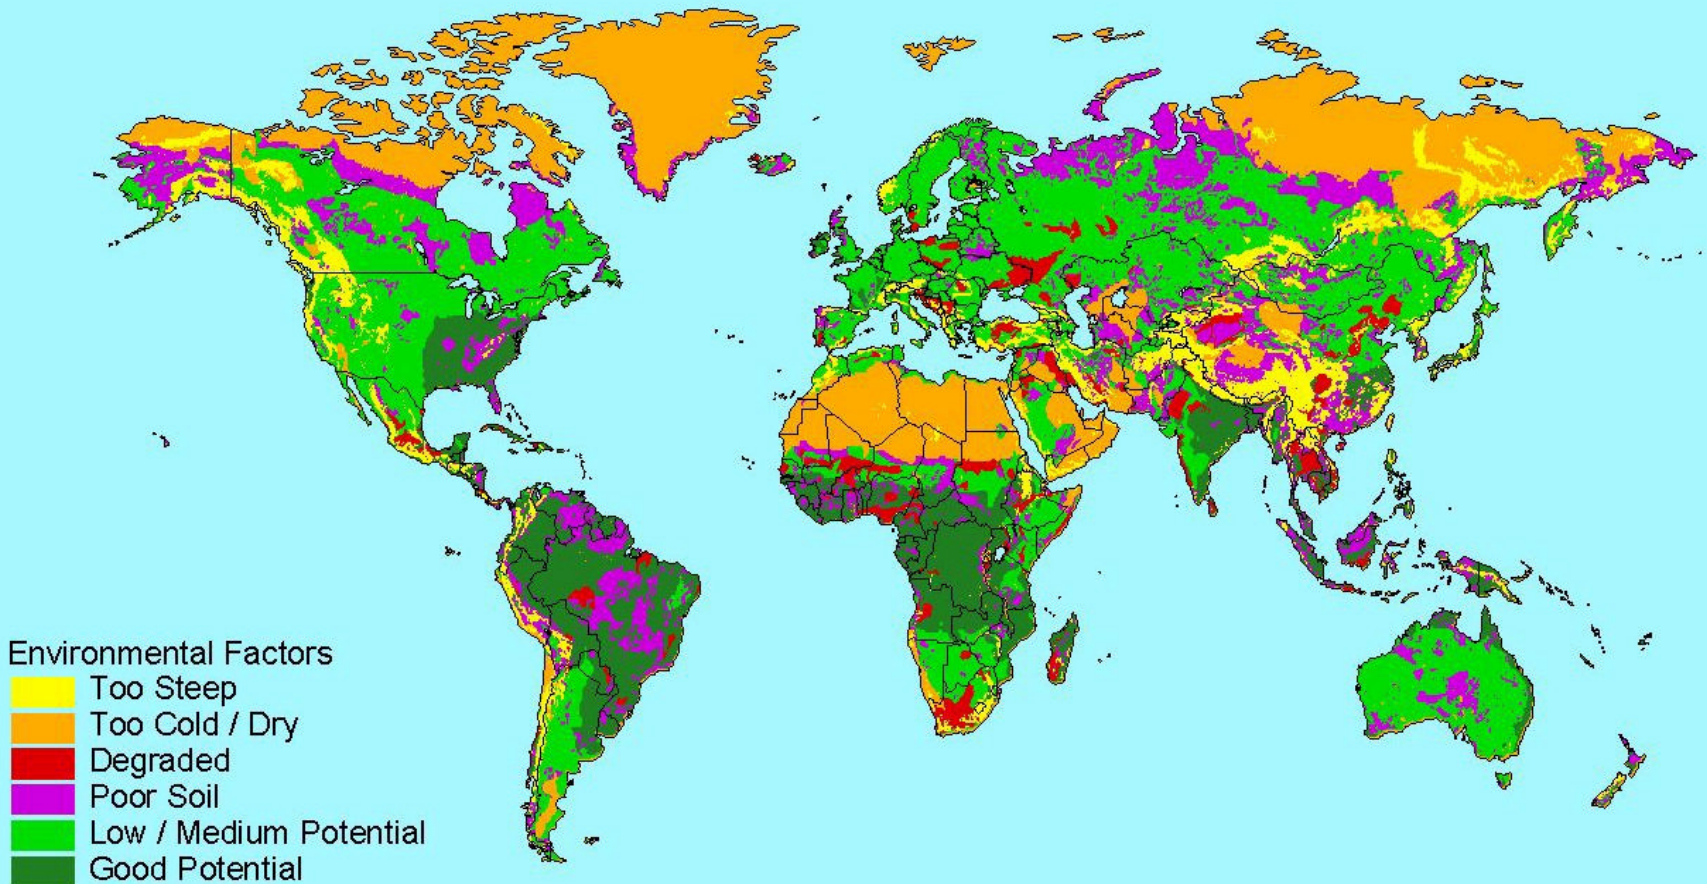 Environmental Factors
Too Steep
Too Cold / Dry
Degraded
Poor Soil
Low / Medium Potential
Good Potential